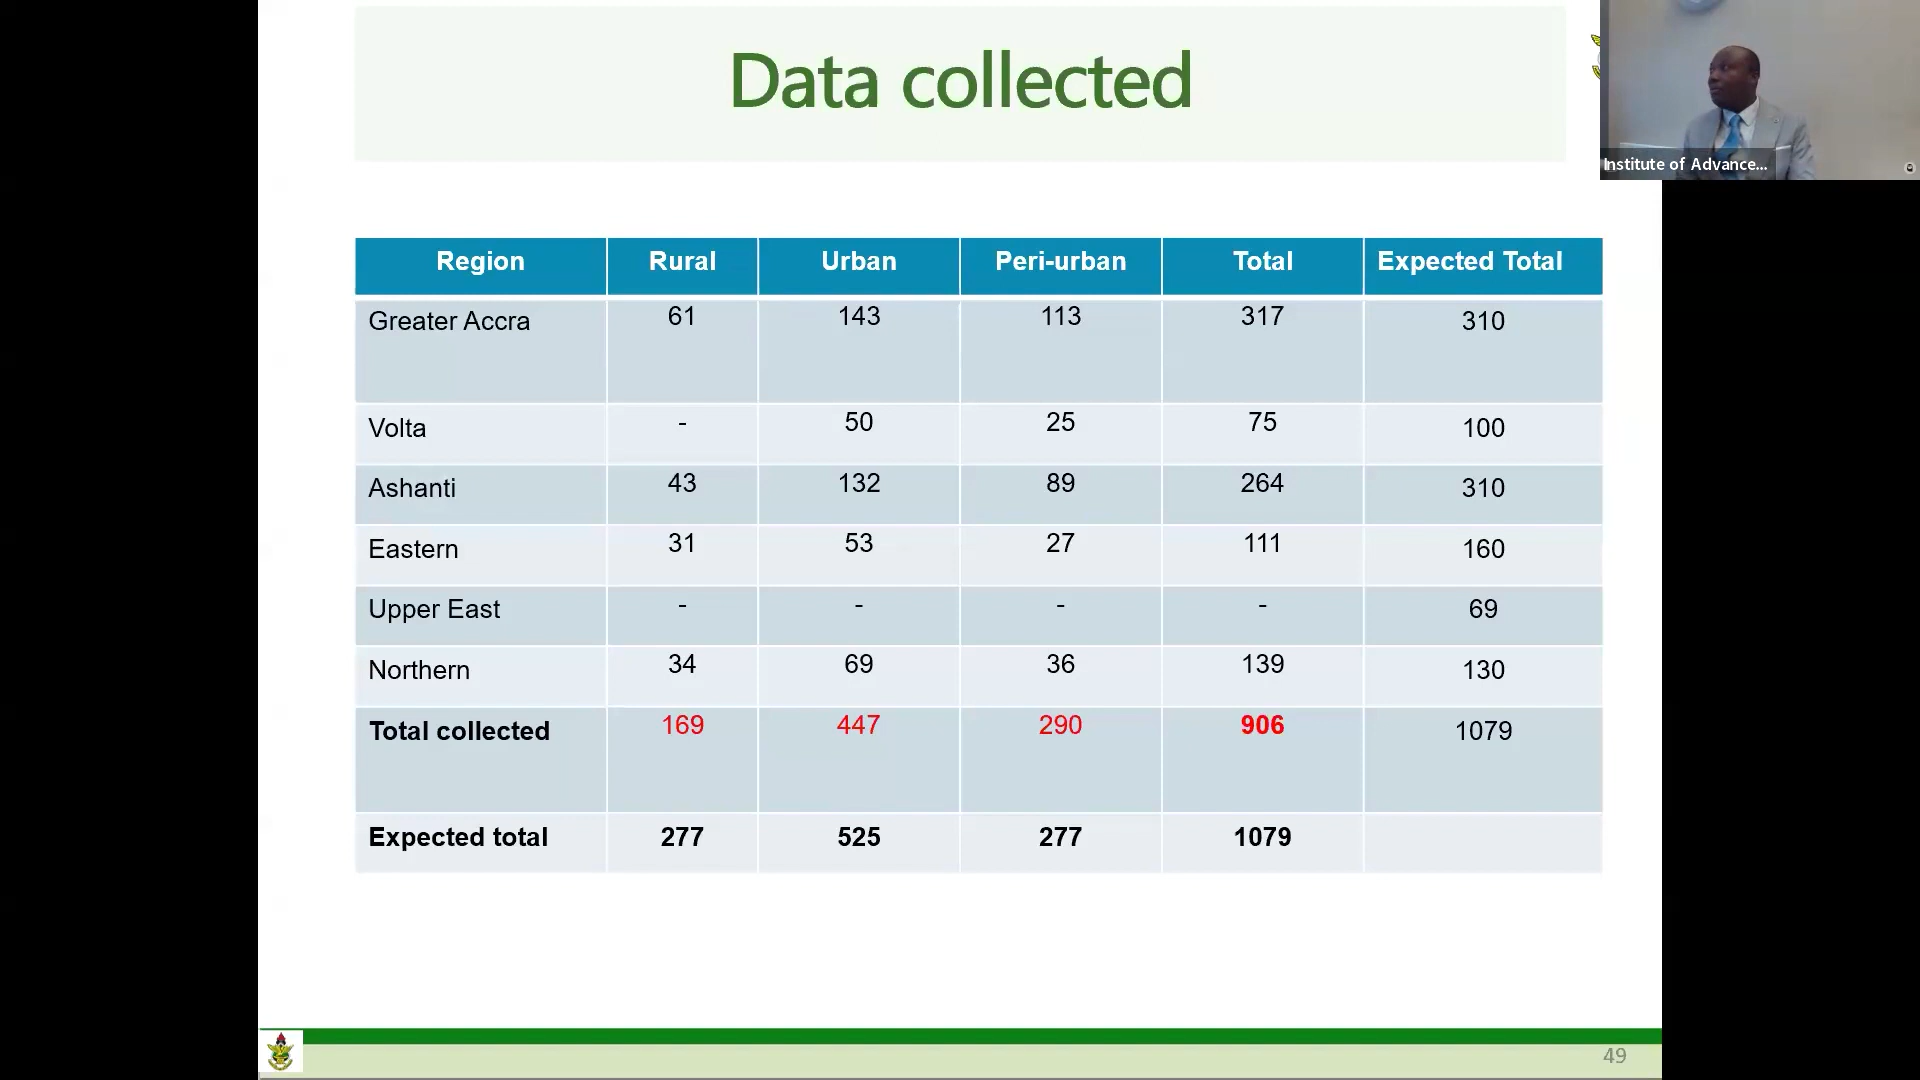 Data collected
Institute of Advance...
Region Rural Urban Peri-urban Total Expected Total
Greater Accra 61 143 113 317 310
Volta - 50 25 75 100
Ashanti 43 132 89 264 310
Eastern 31 53 27 111 160
Upper East - - - - 69
Northern 34 69 36 139 130
Total collected 169 447 290 906 1079
Expected total 277 525 277 1079
49